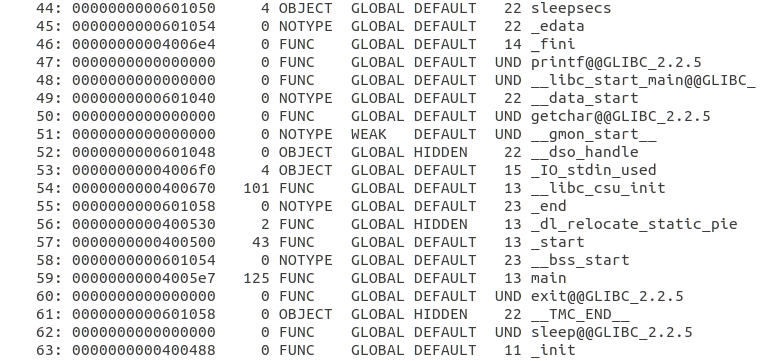 44: 0000000000601050     4 OBJECT  GLOBAL DEFAULT   22 sleepsecs
45: 0000000000601054     0 NOTYPE  GLOBAL DEFAULT   22 _edata
46: 00000000004006e4     0 FUNC    GLOBAL DEFAULT   14 _fini
47: 0000000000000000     0 FUNC    GLOBAL DEFAULT  UND printf@@GLIBC_2.2.5
48: 0000000000000000     0 FUNC    GLOBAL DEFAULT  UND __libc_start_main@@GLIBC_
49: 0000000000601040     0 NOTYPE  GLOBAL DEFAULT   22 __data_start
50: 0000000000000000     0 FUNC    GLOBAL DEFAULT  UND getchar@@GLIBC_2.2.5
51: 0000000000000000     0 NOTYPE  WEAK   DEFAULT  UND __gmon_start__
52: 0000000000601048     0 OBJECT  GLOBAL HIDDEN    22 __dso_handle
53: 00000000004006f0     4 OBJECT  GLOBAL DEFAULT   15 _IO_stdin_used
54: 0000000000400670   101 FUNC    GLOBAL DEFAULT   13 __libc_csu_init
55: 0000000000601058     0 NOTYPE  GLOBAL DEFAULT   23 _end
56: 0000000000400530     2 FUNC    GLOBAL HIDDEN    13 _dl_relocate_static_pie
57: 0000000000400500    43 FUNC    GLOBAL DEFAULT   13 _start
58: 0000000000601054     0 NOTYPE  GLOBAL DEFAULT   23 __bss_start
59: 00000000004005e7   125 FUNC    GLOBAL DEFAULT   13 main
60: 0000000000000000     0 FUNC    GLOBAL DEFAULT  UND exit@@GLIBC_2.2.5
61: 0000000000601058     0 OBJECT  GLOBAL HIDDEN    22 __TMC_END__
62: 0000000000000000     0 FUNC    GLOBAL DEFAULT  UND sleep@@GLIBC_2.2.5
63: 0000000000400488     0 FUNC    GLOBAL DEFAULT   11 _init